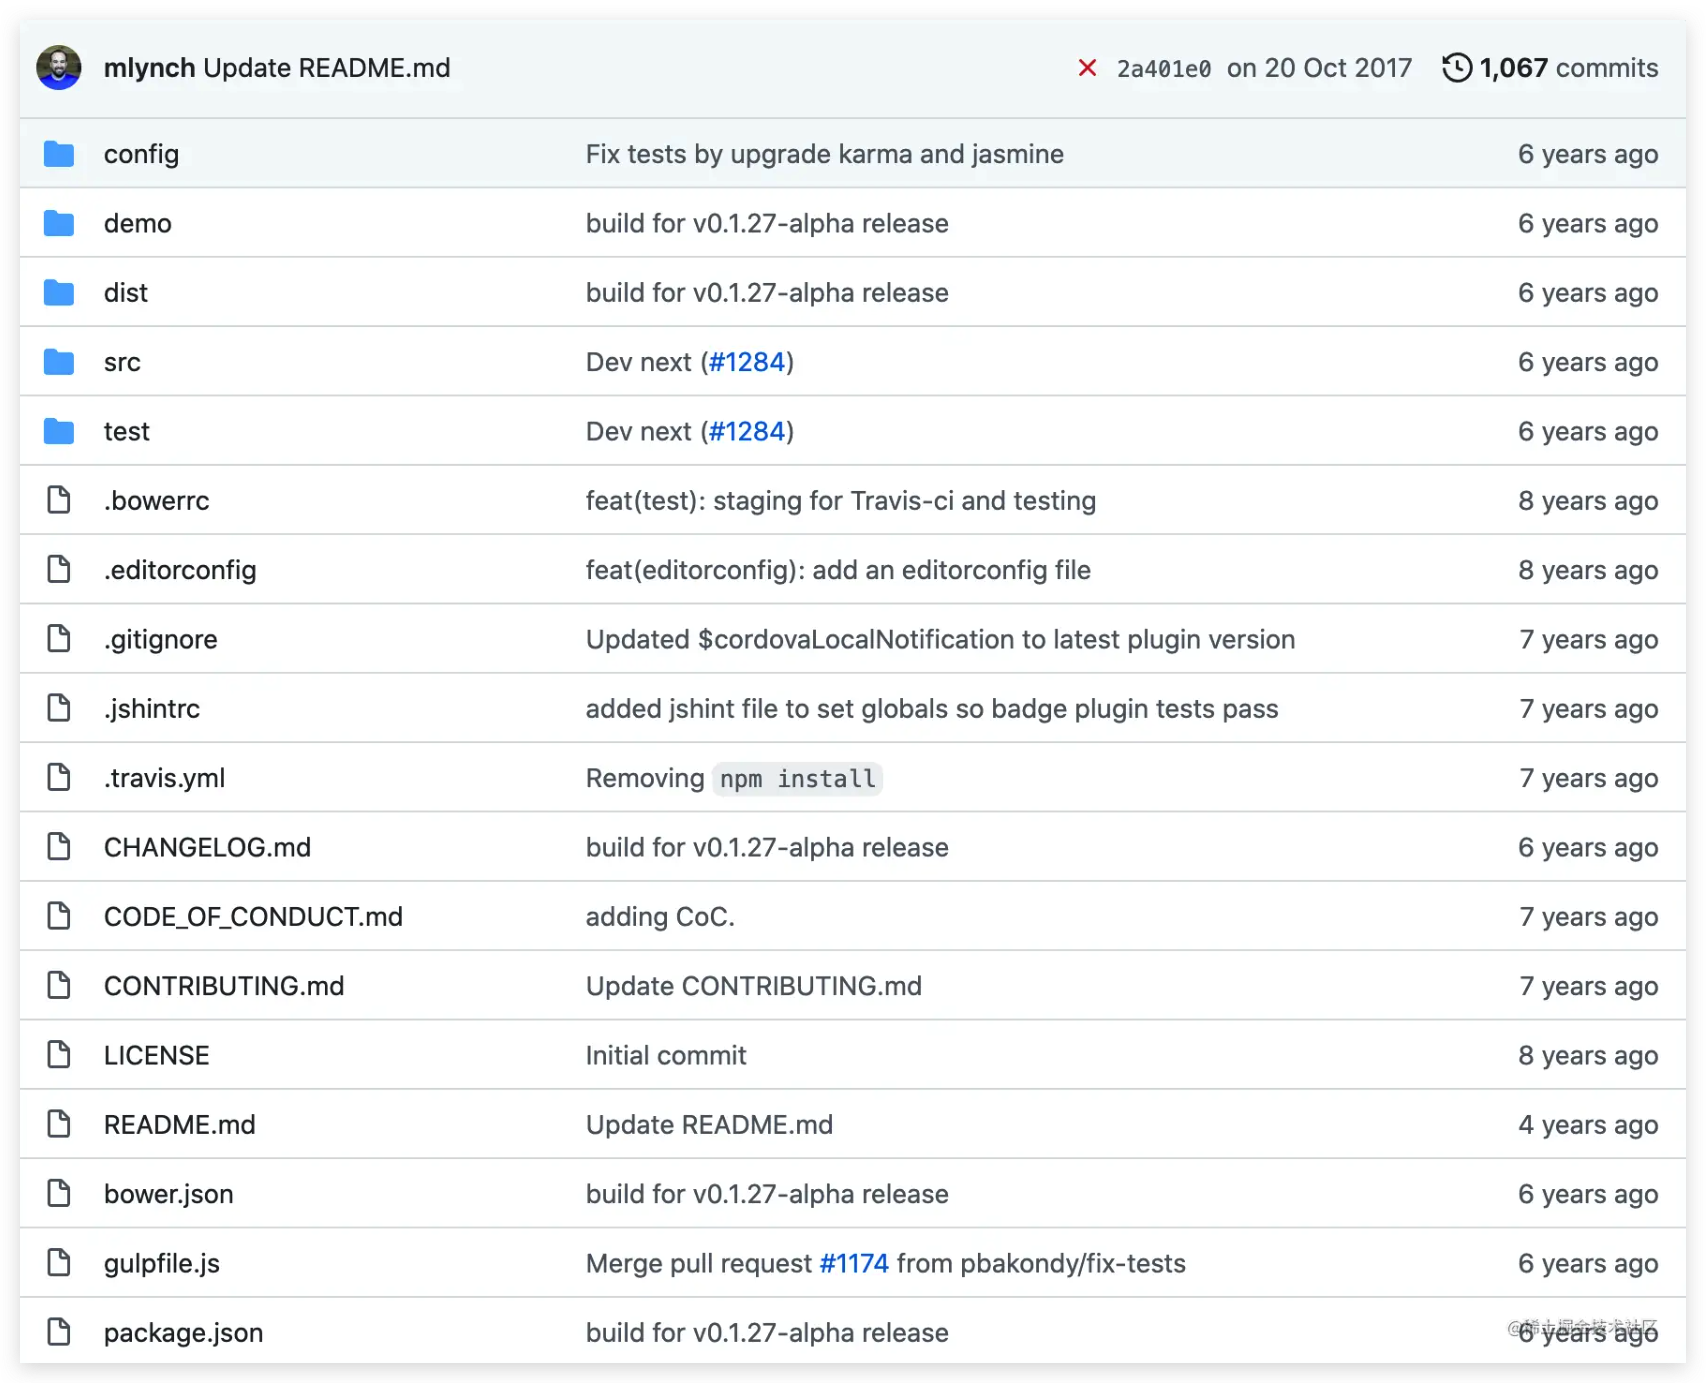 mlynch Update README.md 2a401e0 on 20 Oct 2017 1,067 commits
config Fix tests by upgrade karma and jasmine 6 years ago
demo build for v0.1.27-alpha release 6 years ago
dist build for v0.1.27-alpha release 6 years ago
src Dev next (#1284) 6 years ago
test Dev next (#1284) 6 years ago
.bowerrc feat(test): staging for Travis-ci and testing 8 years ago
.editorconfig feat(editorconfig): add an editorconfig file 8 years ago
.gitignore Updated $cordovaLocalNotification to latest plugin version 7 years ago
.jshintrc added jshint file to set globals so badge plugin tests pass 7 years ago
.travis.yml Removing npm install 7 years ago
CHANGELOG.md build for v0.1.27-alpha release 6 years ago
CODE_OF_CONDUCT.md adding CoC. 7 years ago
CONTRIBUTING.md Update CONTRIBUTING.md 7 years ago
LICENSE Initial commit 8 years ago
README.md Update README.md 4 years ago
bower.json build for v0.1.27-alpha release 6 years ago
gulpfile.js Merge pull request #1174 from pbakondy/fix-tests 6 years ago
package.json build for v0.1.27-alpha release 6 years ago
@稀土掘金技术社区